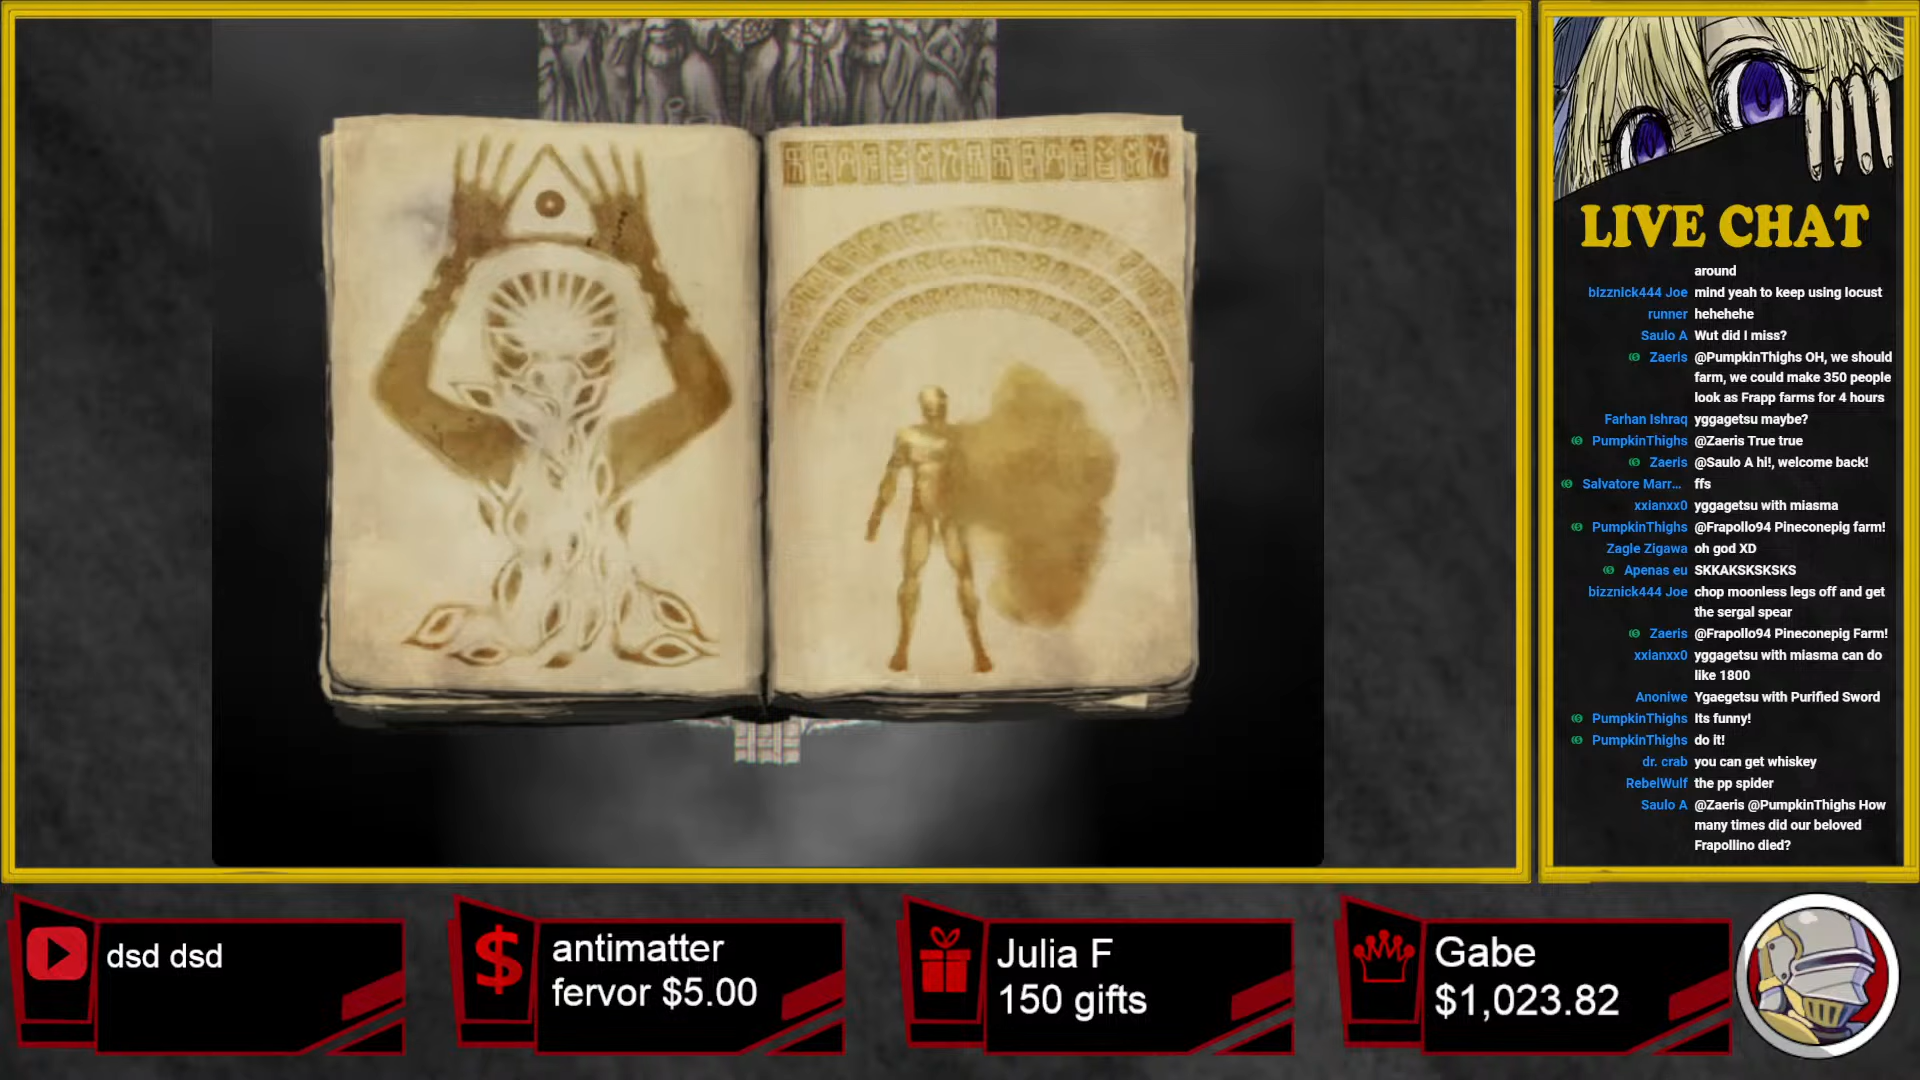 LIVE CHAT
around
bizznick444 Joe mind yeah to keep using locust
runner hehehehe
Saulo A Wut did I miss?
Zaeris @PumpkinThighs OH, we should
farm, we could make 350 people
look as Frapp farms for 4 hours
Farhan Ishraq yggagetsu maybe?
PumpkinThighs @Zaeris True true
Zaeris @Saulo A hi!, welcome back!
Salvatore Marr... ffs
xxianxx0 yggagetsu with miasma
PumpkinThighs @Frapollo94 Pineconepig farm!
Zagle Zigawa oh god XD
Apenas eu SKKAKSKSKSKS
bizznick444 Joe chop moonless legs off and get
the sergal spear
Zaeris @Frapollo94 Pineconepig Farm!
xxianxx0 yggagetsu with miasma can do
like 1800
Anoniwe Ygaegetsu with Purified Sword
PumpkinThighs Its funny!
PumpkinThighs do it!
dr. crab you can get whiskey
RebelWulf the pp spider
Saulo A @Zaeris @PumpkinThighs How
many times did our beloved
Frapollino died?
dsd dsd
antimatter
fervor $5.00
Julia F
150 gifts
Gabe
$1,023.82